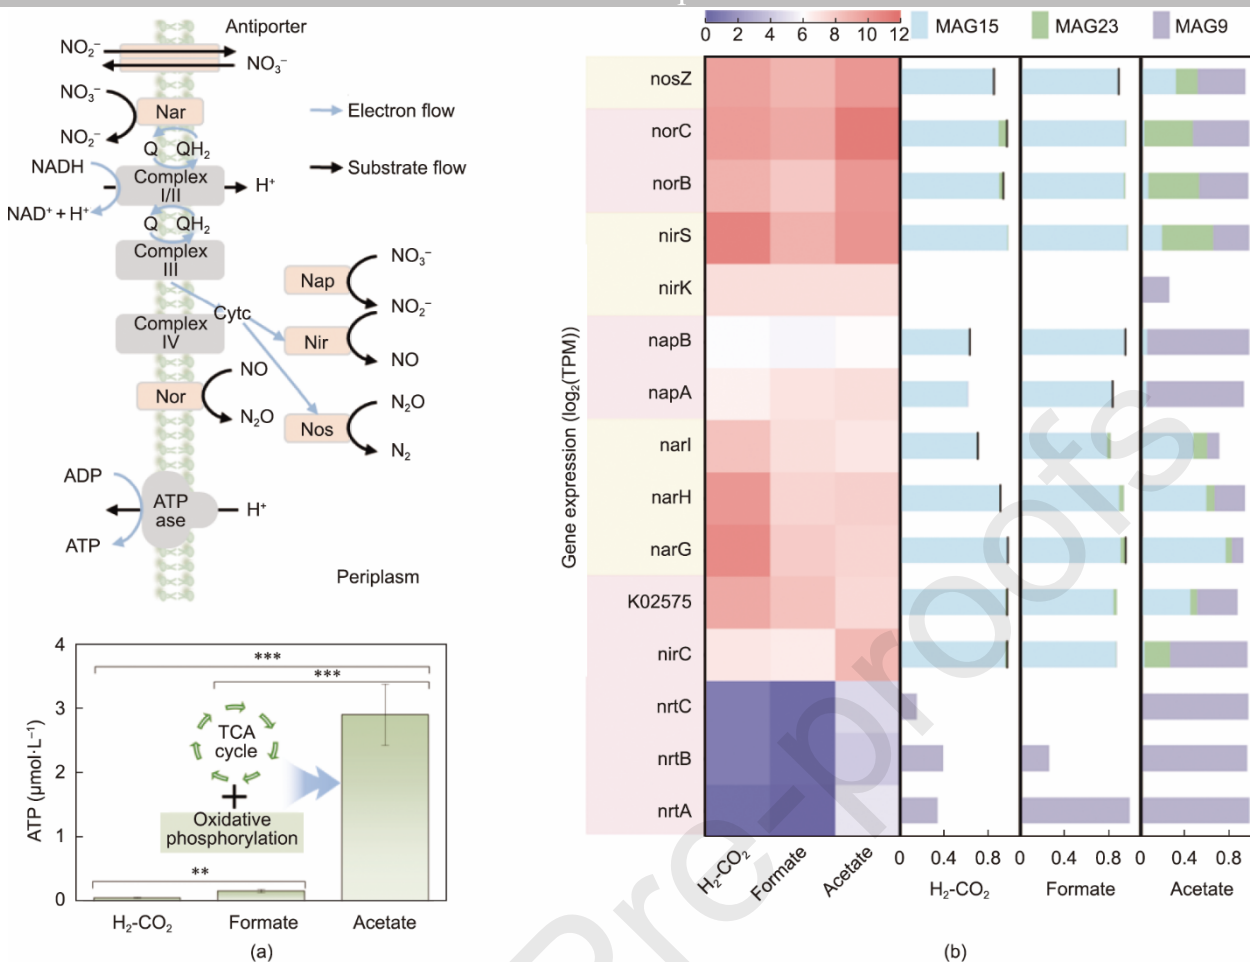 Antiporter
NO₂⁻
NO₃⁻
NO₃⁻
Nar
NO₂⁻
Q QH₂
NADH
Complex
I/II
H⁺
NAD⁺ + H⁺
Q QH₂
Complex
III
Cytc
Complex
IV
NO
Nor
N₂O
ADP
ATP
ase
H⁺
ATP
Electron flow
Substrate flow
NO₃⁻
Nap
NO₂⁻
Nir
NO
N₂O
Nos
N₂
Periplasm
ATP (μmol·L⁻¹)
4
3
2
1
0
***
***
**
TCA
cycle
+
Oxidative
phosphorylation
H₂-CO₂ Formate Acetate
(a)
0 2 4 6 8 10 12
MAG15 MAG23 MAG9
Gene expression (log₂(TPM))
nosZ
norC
norB
nirS
nirK
napB
napA
narI
narH
narG
K02575
nirC
nrtC
nrtB
nrtA
H₂-CO₂
Formate
Acetate
0 0.4 0.8 0 0.4 0.8 0 0.4 0.8
H₂-CO₂ Formate Acetate
(b)
Pre-proofs